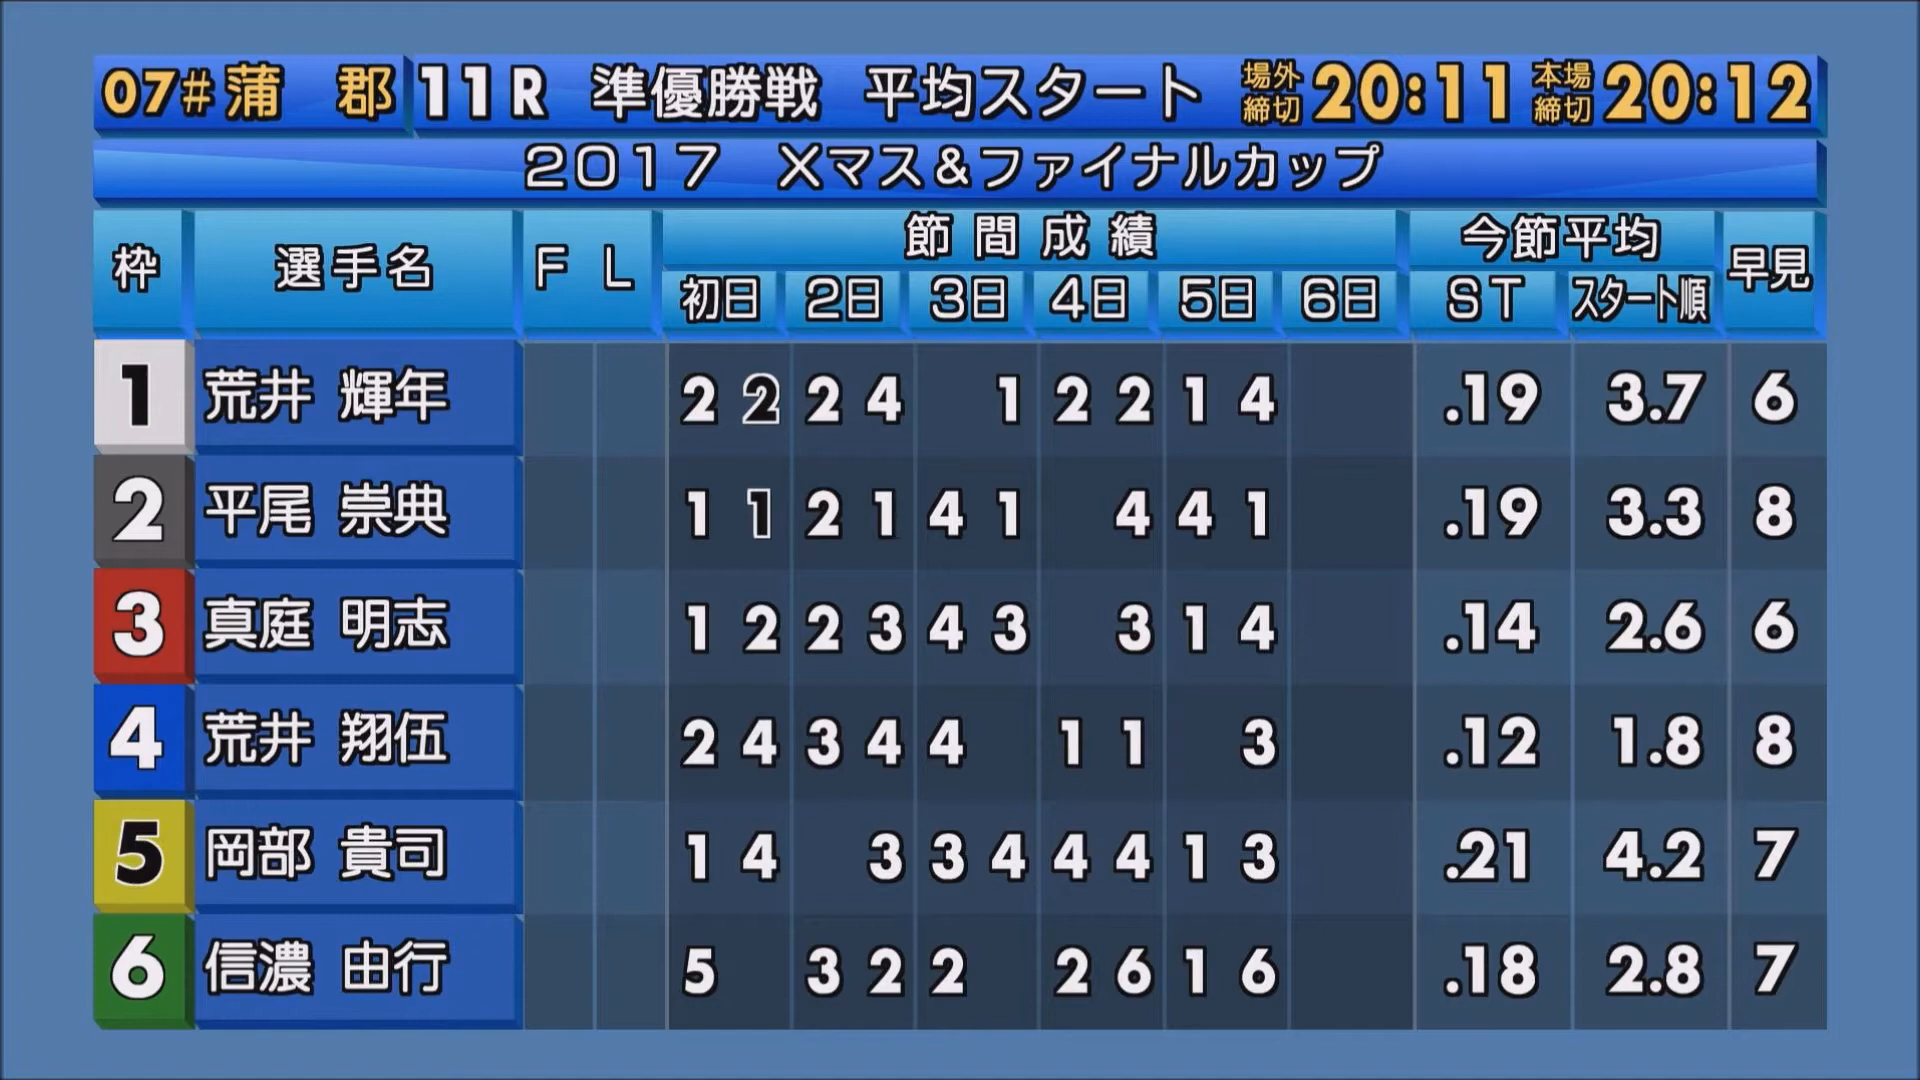 07# 蒲 郡 11R 準優勝戦 平均スタート 場外締切 20:11 本場締切 20:12
2017 Xマス&ファイナルカップ
枠 選手名 F L 節間成績 今節平均 早見
初日 2日 3日 4日 5日 6日 ST スタート順
1 荒井 輝年 2 2 2 4 1 2 2 1 4 .19 3.7 6
2 平尾 崇典 1 1 2 1 4 1 4 4 1 .19 3.3 8
3 真庭 明志 1 2 2 3 4 3 3 1 4 .14 2.6 6
4 荒井 翔伍 2 4 3 4 4 1 1 3 .12 1.8 8
5 岡部 貴司 1 4 3 3 4 4 4 1 3 .21 4.2 7
6 信濃 由行 5 3 2 2 2 6 1 6 .18 2.8 7